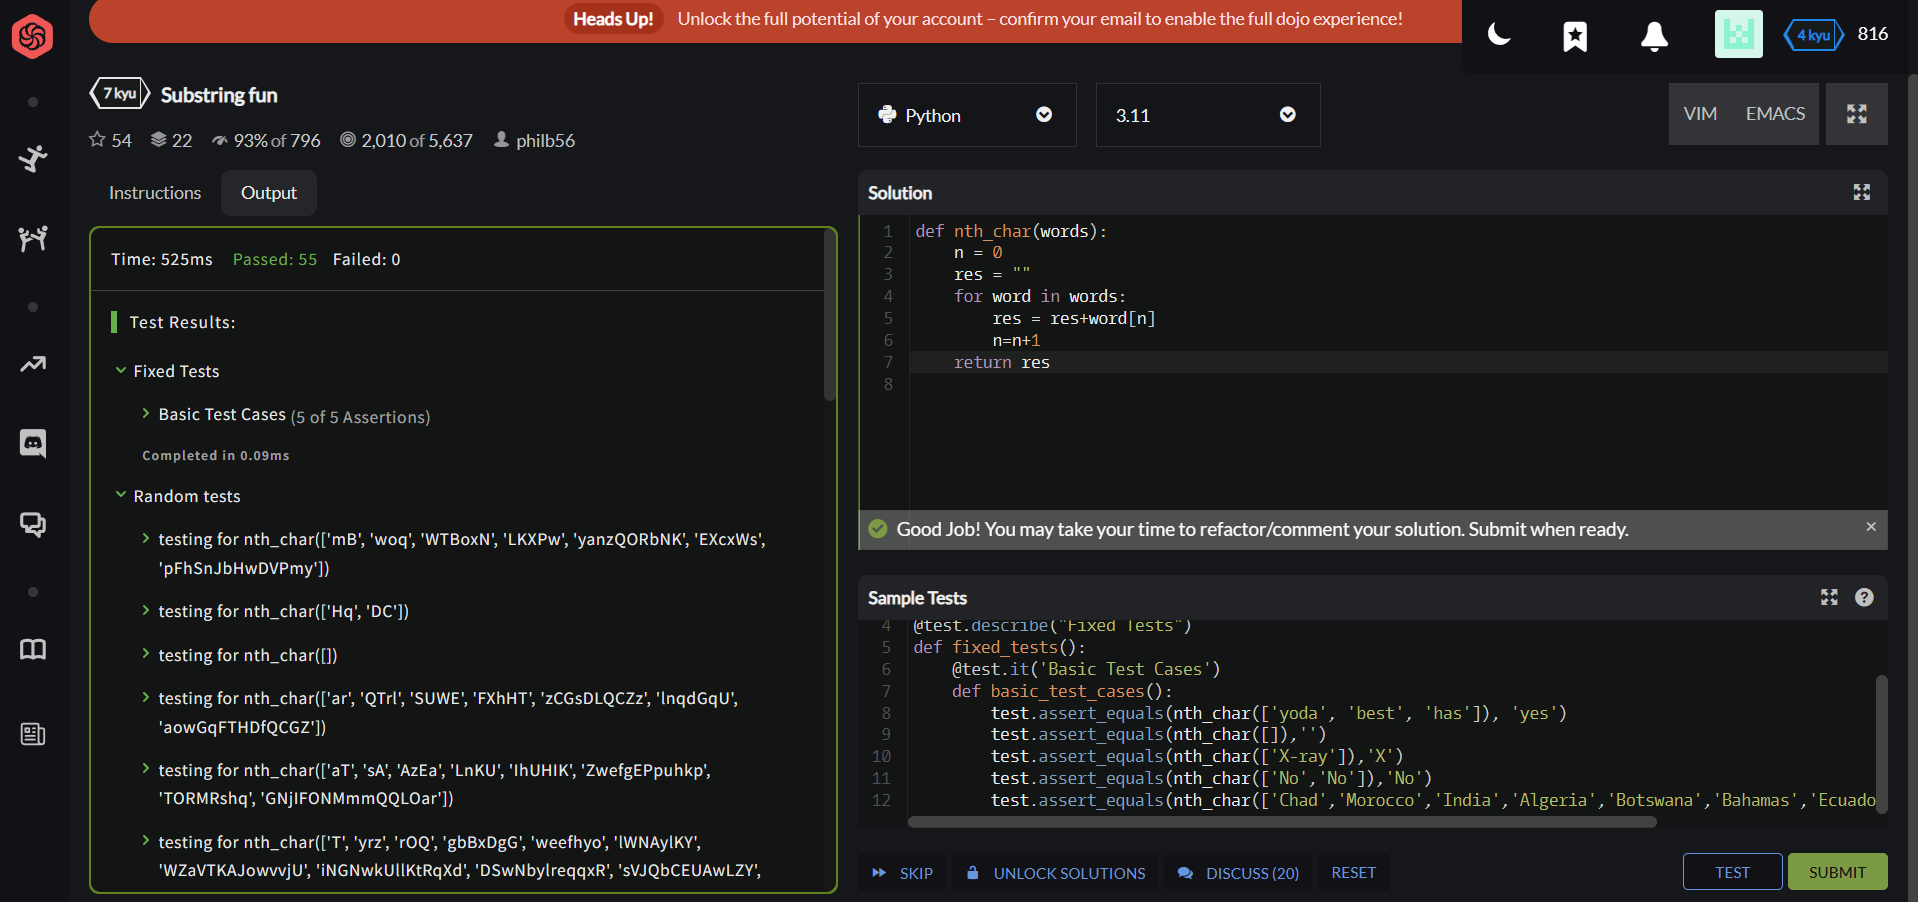 Heads Up! Unlock the full potential of your account – confirm your email to enable the full dojo experience!
4 kyu 816
7 kyu Substring fun
54 22 93% of 796 2,010 of 5,637 philb56
Instructions Output
Time: 525ms Passed: 55 Failed: 0
Test Results:
Fixed Tests
Basic Test Cases (5 of 5 Assertions)
Completed in 0.09ms
Random tests
testing for nth_char(['mB', 'woq', 'WTBoxN', 'LKXPw', 'yanzQORbNK', 'EXcxWs',
'pFhSnJbHwDVPmy'])
testing for nth_char(['Hq', 'DC'])
testing for nth_char([])
testing for nth_char(['ar', 'QTrl', 'SUWE', 'FXhHT', 'zCGsDLQCZz', 'lnqdGqU',
'aowGqFTHDfQCGZ'])
testing for nth_char(['aT', 'sA', 'AzEa', 'LnKU', 'IhUHIK', 'ZwefgEPpuhkp',
'TORMRshq', 'GNjIFONMmmQQLOar'])
testing for nth_char(['T', 'yrz', 'rOQ', 'gbBxDgG', 'weefhyo', 'lWNAylKY',
'WZaVTKAJowvvjU', 'iNGNwkUllKtRqXd', 'DSwNbylreqqxR', 'sVJQbCEUAwLZY',
Python 3.11 VIM EMACS
Solution
1 def nth_char(words):
2 n = 0
3 res = ""
4 for word in words:
5 res = res+word[n]
6 n=n+1
7 return res
8
Good Job! You may take your time to refactor/comment your solution. Submit when ready.
Sample Tests
4 @test.describe("Fixed Tests")
5 def fixed_tests():
6 @test.it('Basic Test Cases')
7 def basic_test_cases():
8 test.assert_equals(nth_char(['yoda', 'best', 'has']), 'yes')
9 test.assert_equals(nth_char([]),'')
10 test.assert_equals(nth_char(['X-ray']),'X')
11 test.assert_equals(nth_char(['No','No']),'No')
12 test.assert_equals(nth_char(['Chad','Morocco','India','Algeria','Botswana','Bahamas','Ecuado
SKIP UNLOCK SOLUTIONS DISCUSS (20) RESET TEST SUBMIT